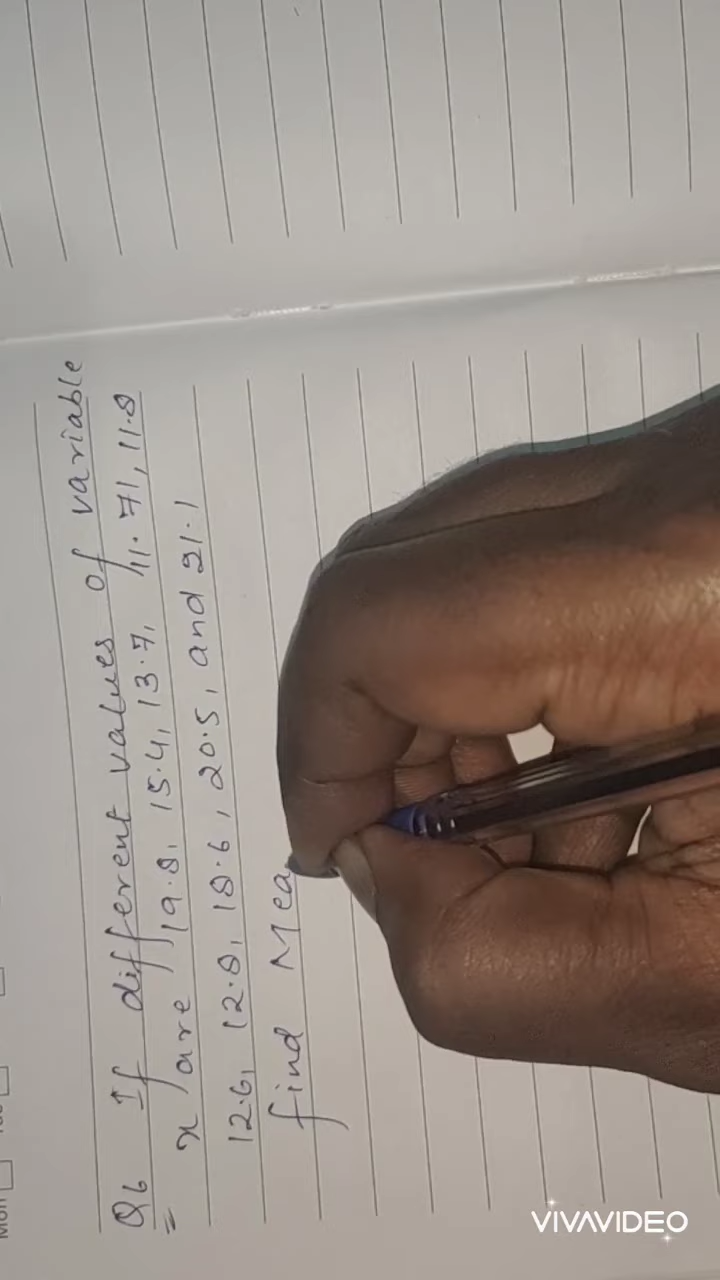 Q6 If different values of variable
x are 19.8, 15.4, 13.7, 11.71, 11.8
12.6, 12.8, 18.6, 20.5, and 21.1
find Mea
VIVAVIDEO